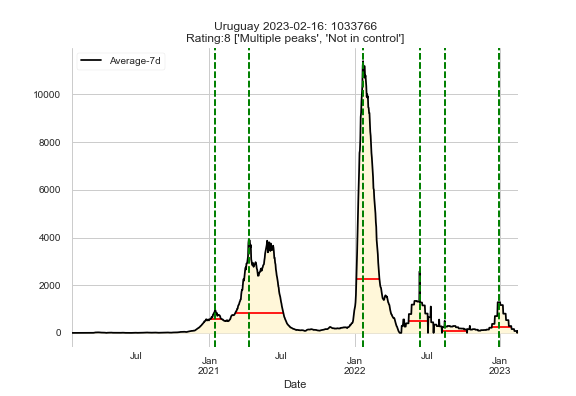 Uruguay 2023-02-16: 1033766
Rating:8 ['Multiple peaks', 'Not in control']
Average-7d
10000
8000
6000
4000
2000
0
Jul
Jan
2021
Jul
Jan
2022
Jul
Jan
2023
Date